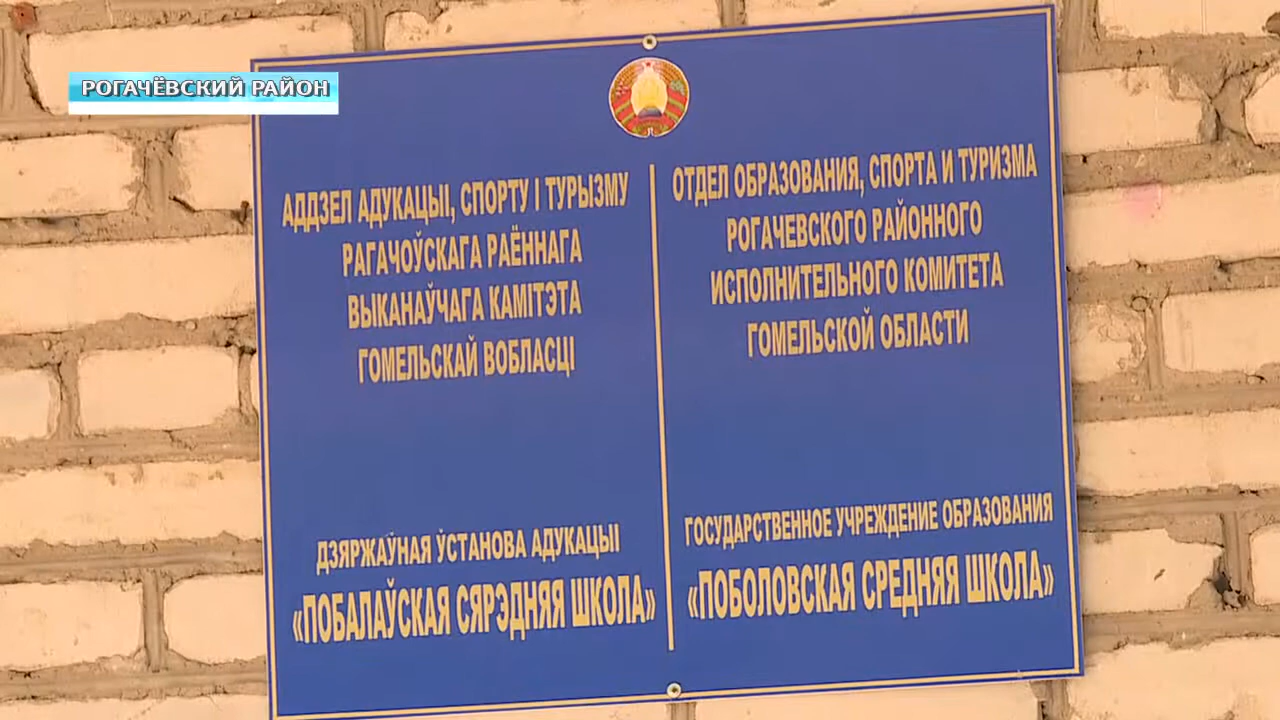 РОГАЧЁВСКИЙ РАЙОН
АДДЗЕЛ АДУКАЦЫІ, СПОРТУ І ТУРЫЗМУ
РАГАЧОЎСКАГА РАЁННАГА
ВЫКАНАЎЧАГА КАМІТЭТА
ГОМЕЛЬСКАЙ ВОБЛАСЦІ
ДЗЯРЖАЎНАЯ ЎСТАНОВА АДУКАЦЫІ
«ПОБАЛАЎСКАЯ СЯРЭДНЯЯ ШКОЛА»
ОТДЕЛ ОБРАЗОВАНИЯ, СПОРТА И ТУРИЗМА
РОГАЧЕВСКОГО РАЙОННОГО
ИСПОЛНИТЕЛЬНОГО КОМИТЕТА
ГОМЕЛЬСКОЙ ОБЛАСТИ
ГОСУДАРСТВЕННОЕ УЧРЕЖДЕНИЕ ОБРАЗОВАНИЯ
«ПОБОЛОВСКАЯ СРЕДНЯЯ ШКОЛА»